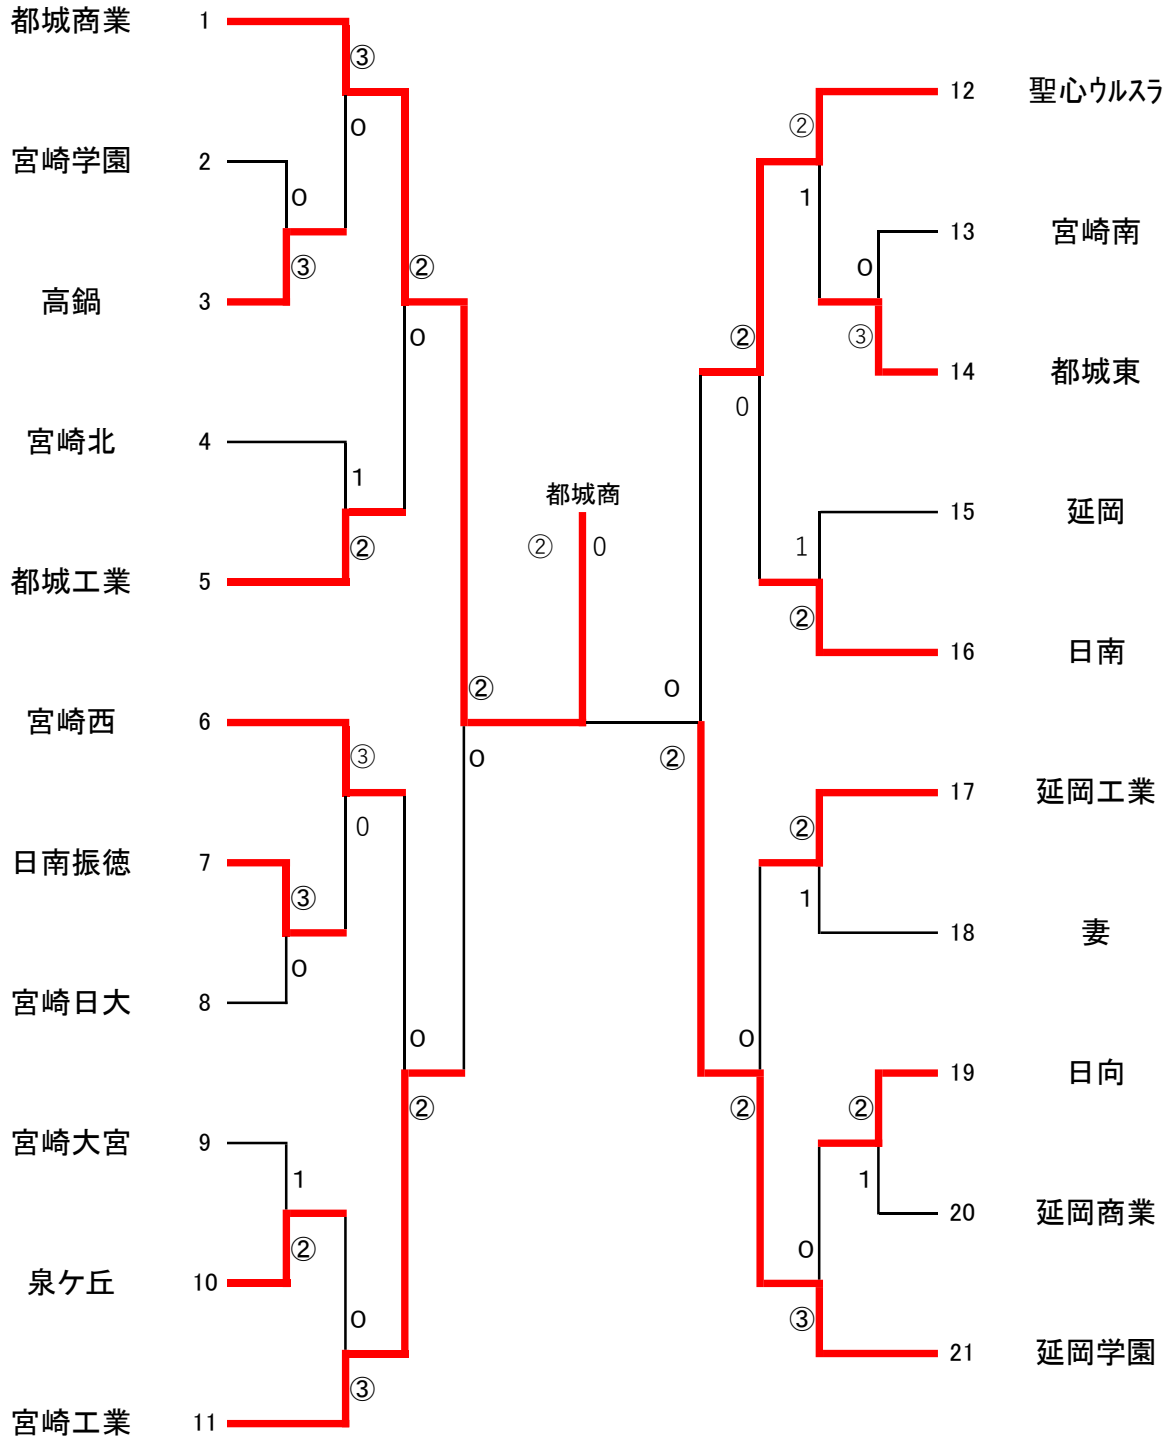 都城商業 1
③
0
宮崎学園 2
0
③
高鍋 3
②
0
宮崎北 4
1
②
都城工業 5
宮崎西 6
③
0
日南振徳 7
③
0
宮崎日大 8
②
0
0
②
宮崎大宮 9
1
②
泉ケ丘 10
0
③
宮崎工業 11
都城商
② 0
12 聖心ウルスラ
②
1
13 宮崎南
0
③
14 都城東
②
0
15 延岡
1
②
16 日南
0
②
17 延岡工業
②
1
18 妻
0
②
19 日向
②
1
20 延岡商業
0
③
21 延岡学園